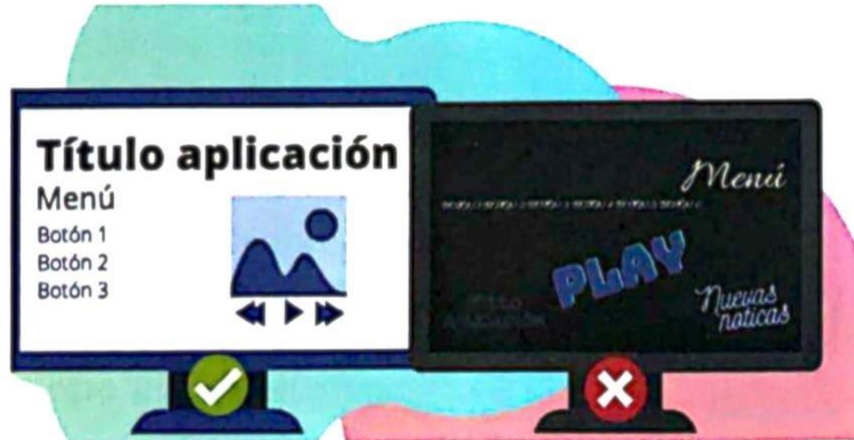 Título aplicación
Menú
Botón 1
Botón 2
Botón 3
Menú
PLAY
Nuevas
noticas